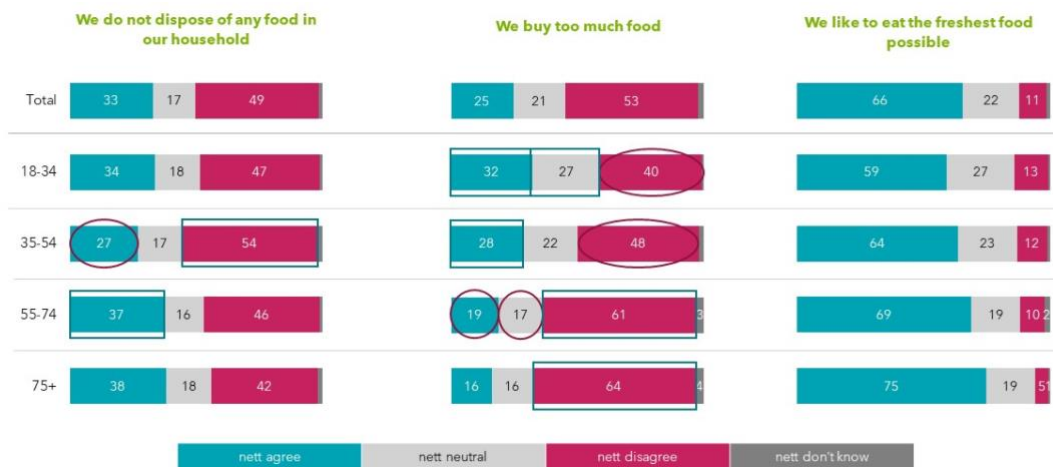 We do not dispose of any food in
our household
We buy too much food
We like to eat the freshest food
possible
Total
33 17 49
25 21 53
66 22 11
18-34
34 18 47
32 27 40
59 27 13
35-54
27 17 54
28 22 48
64 23 12
55-74
37 16 46
19 17 61 3
69 19 10 2
75+
38 18 42
16 16 64 4
75 19 5 1
nett agree nett neutral nett disagree nett don't know